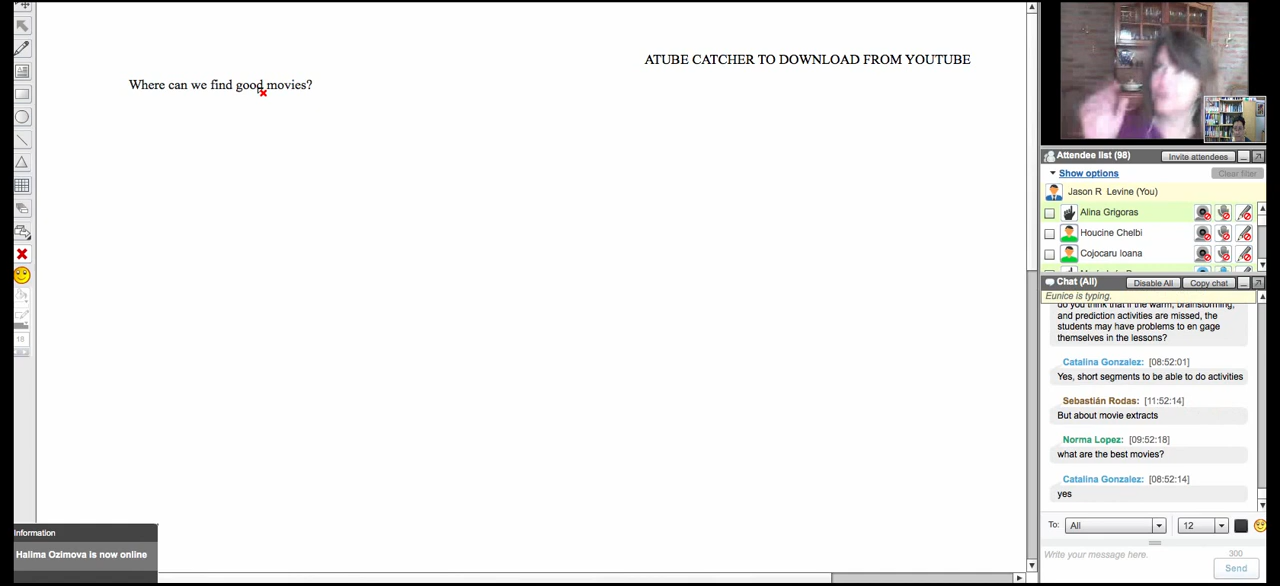 ATUBE CATCHER TO DOWNLOAD FROM YOUTUBE
Where can we find good movies?
18
Information
Halima Ozimova is now online
Attendee list (98)
Invite attendees
Show options
Clear filter
Jason R Levine (You)
Alina Grigoras
Houcine Chelbi
Cojocaru Ioana
Chat (All)
Disable All
Copy chat
Eunice is typing.
do you think that if the warm, brainstorming,
and prediction activities are missed, the
students may have problems to en gage
themselves in the lessons?
Catalina Gonzalez: [08:52:01]
Yes, short segments to be able to do activities
Sebastián Rodas: [11:52:14]
But about movie extracts
Norma Lopez: [09:52:18]
what are the best movies?
Catalina Gonzalez: [08:52:14]
yes
To:
All
12
Write your message here.
300
Send